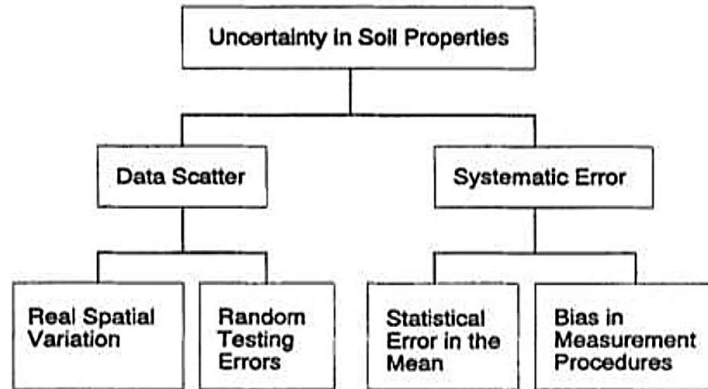 Uncertainty in Soil Properties
Data Scatter
Systematic Error
Real Spatial
Variation
Random
Testing
Errors
Statistical
Error in the
Mean
Bias in
Measurement
Procedures